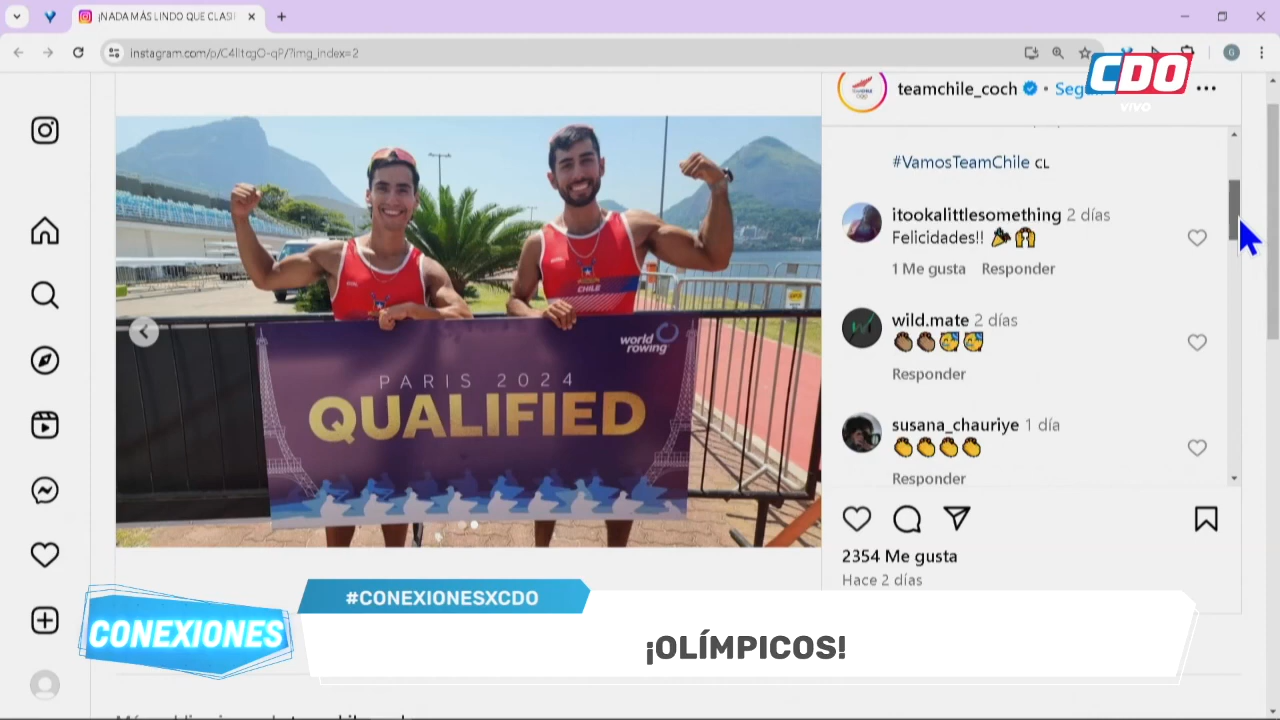 ¡NADA MÁS LINDO QUE CLASI
instagram.com/p/C4lItqgO-qP/?img_index=2
G
CDO
VIVO
teamchile_coch
#VamosTeamChile CL
itookalittlesomething 2 días
Felicidades!!
1 Me gusta Responder
wild.mate 2 días
Responder
susana_chauriye 1 día
Responder
2354 Me gusta
Hace 2 días
CHILE
world
rowing
PARIS 2024
QUALIFIED
#CONEXIONESXCDO
CONEXIONES
¡OLÍMPICOS!